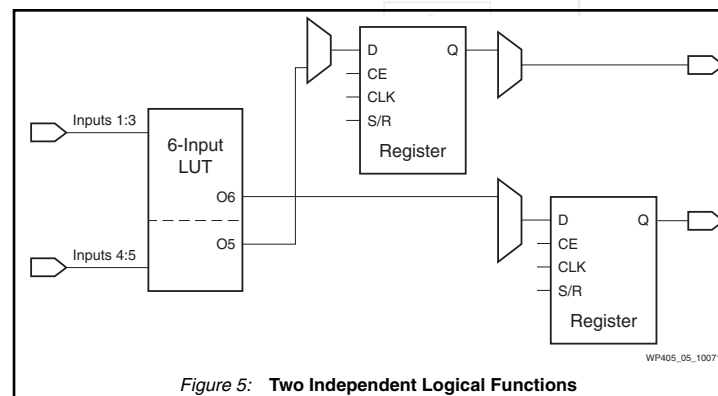 D Q
CE
CLK
S/R
Register
Inputs 1:3
6-Input
LUT
O6
O5
Inputs 4:5
D Q
CE
CLK
S/R
Register
Figure 5: Two Independent Logical Functions